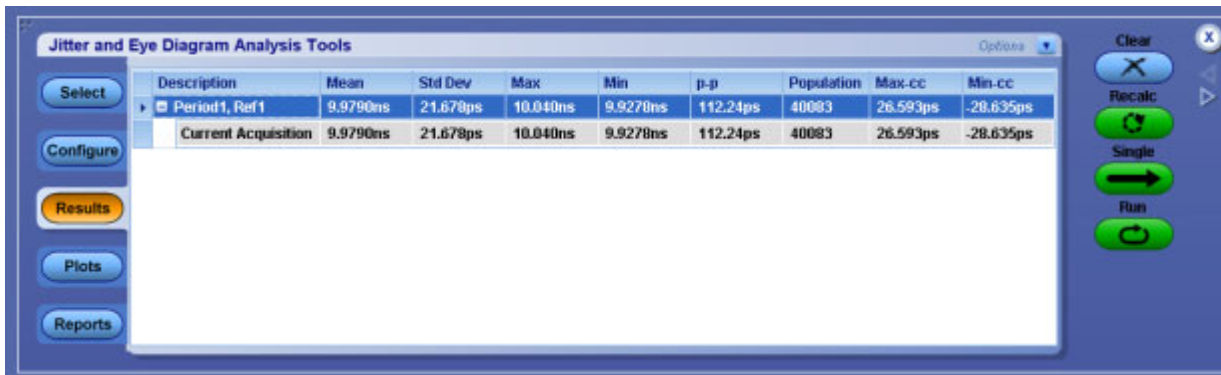 Jitter and Eye Diagram Analysis Tools
Options
Clear
X
Select
Description Mean Std Dev Max Min p-p Population Max-cc Min-cc
Period1, Ref1 9.9790ns 21.678ps 10.040ns 9.9278ns 112.24ps 40083 26.593ps -28.635ps
Current Acquisition 9.9790ns 21.678ps 10.040ns 9.9278ns 112.24ps 40083 26.593ps -28.635ps
Recalc
Configure
Single
Results
Run
Plots
Reports